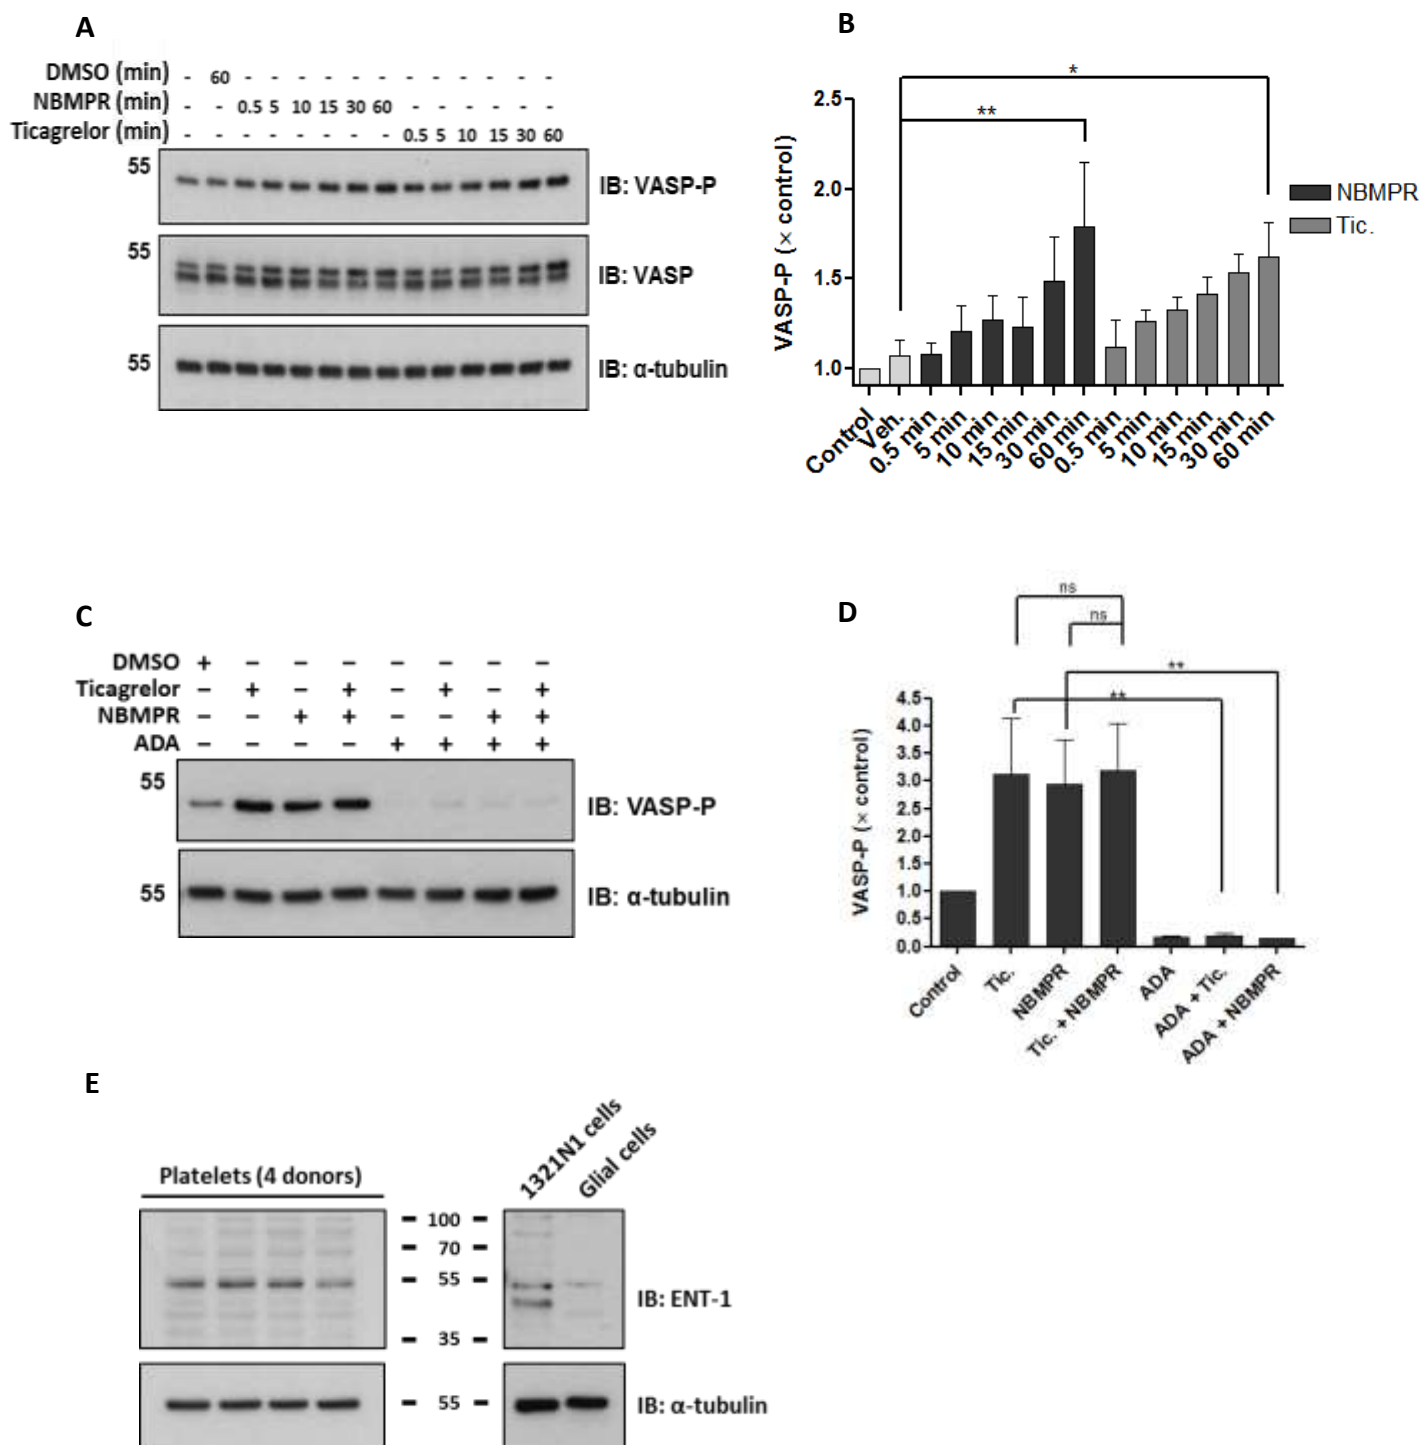 A
DMSO (min) - 60 - - - - - - - - - - - -
NBMPR (min) - - 0.5 5 10 15 30 60 - - - - - -
Ticagrelor (min) - - - - - - - - 0.5 5 10 15 30 60
55
IB: VASP-P
55
IB: VASP
55
IB: α-tubulin
B
VASP-P (× control)
2.5
2.0
1.5
1.0
*
**
NBMPR
Tic.
Control
Veh.
0.5 min
5 min
10 min
15 min
30 min
60 min
0.5 min
5 min
10 min
15 min
30 min
60 min
C
DMSO + – – – – – – –
Ticagrelor – + – + – + – +
NBMPR – – + + – – + +
ADA – – – – + + + +
55
IB: VASP-P
55
IB: α-tubulin
D
ns
ns
**
**
VASP-P (× control)
4.5
4.0
3.5
3.0
2.5
2.0
1.5
1.0
0.5
0.0
Control
Tic.
NBMPR
Tic. + NBMPR
ADA
ADA + Tic.
ADA + NBMPR
E
Platelets (4 donors)
1321N1 cells
Glial cells
– 100 –
– 70 –
– 55 –
– 35 –
IB: ENT-1
– 55 –
IB: α-tubulin